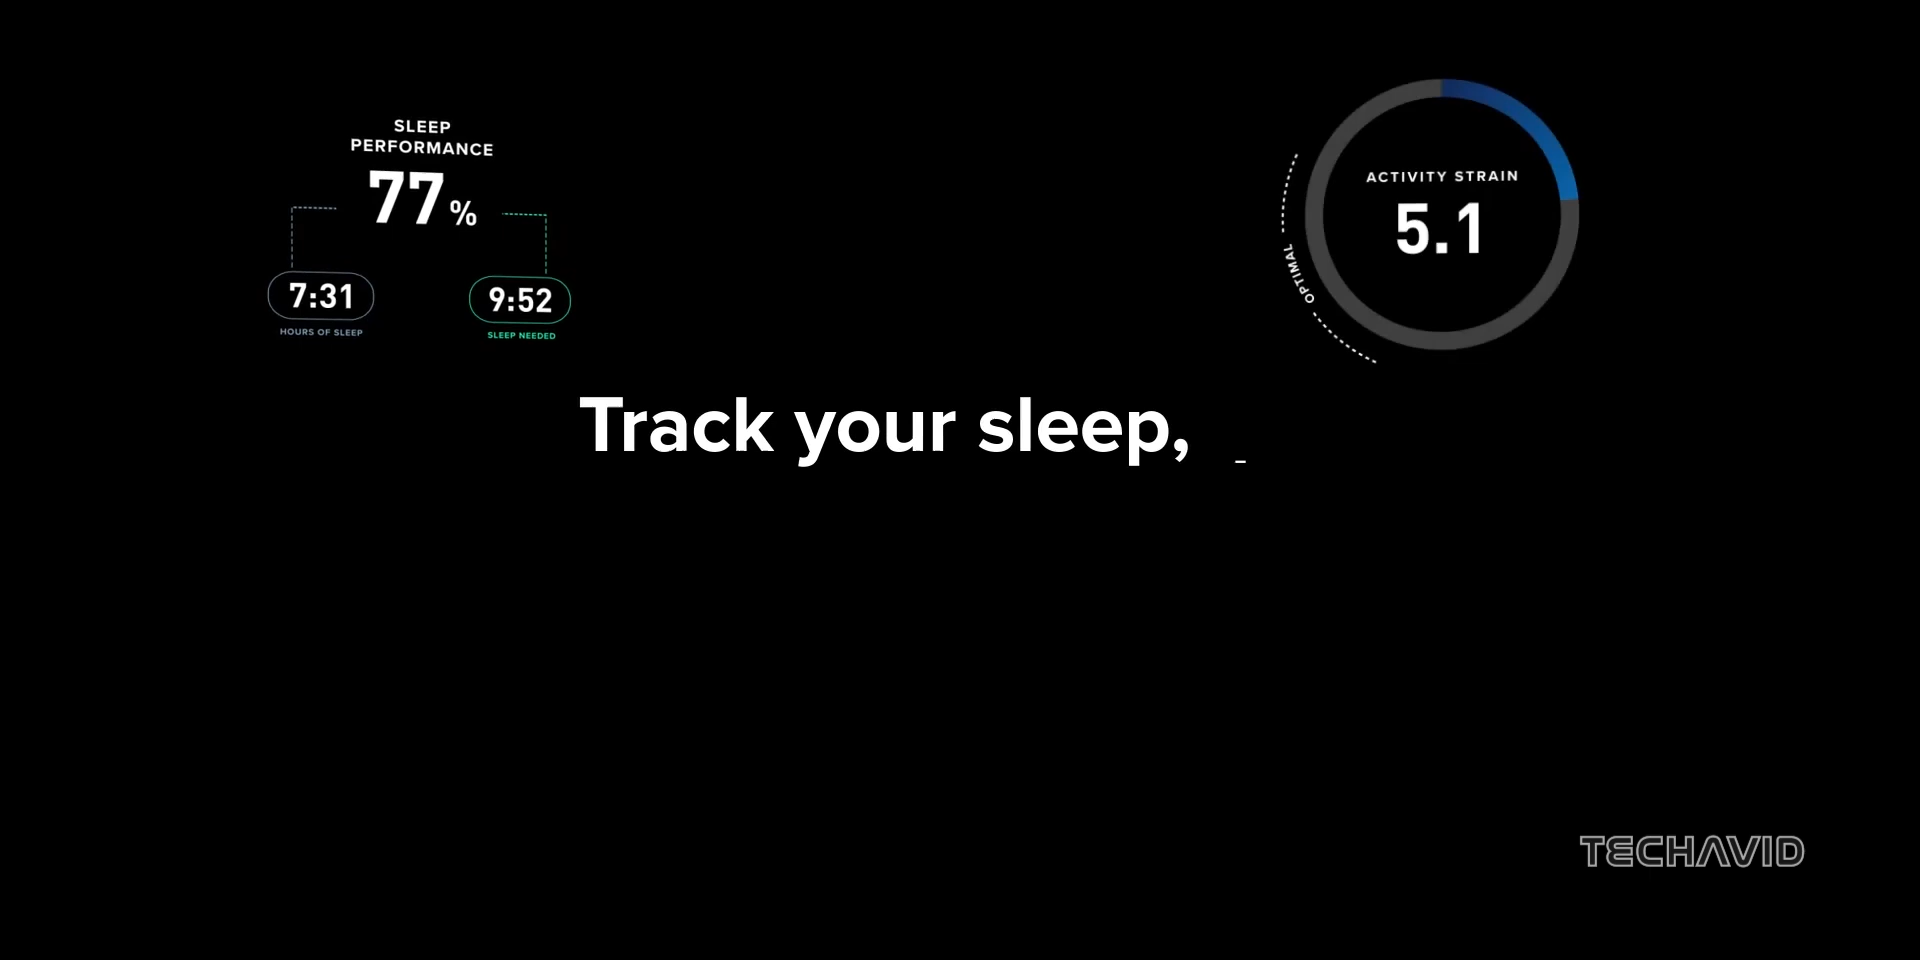 SLEEP
PERFORMANCE
77%
7:31
HOURS OF SLEEP
9:52
SLEEP NEEDED
ACTIVITY STRAIN
5.1
OPTIMAL
Track your sleep, _
TECHAVID